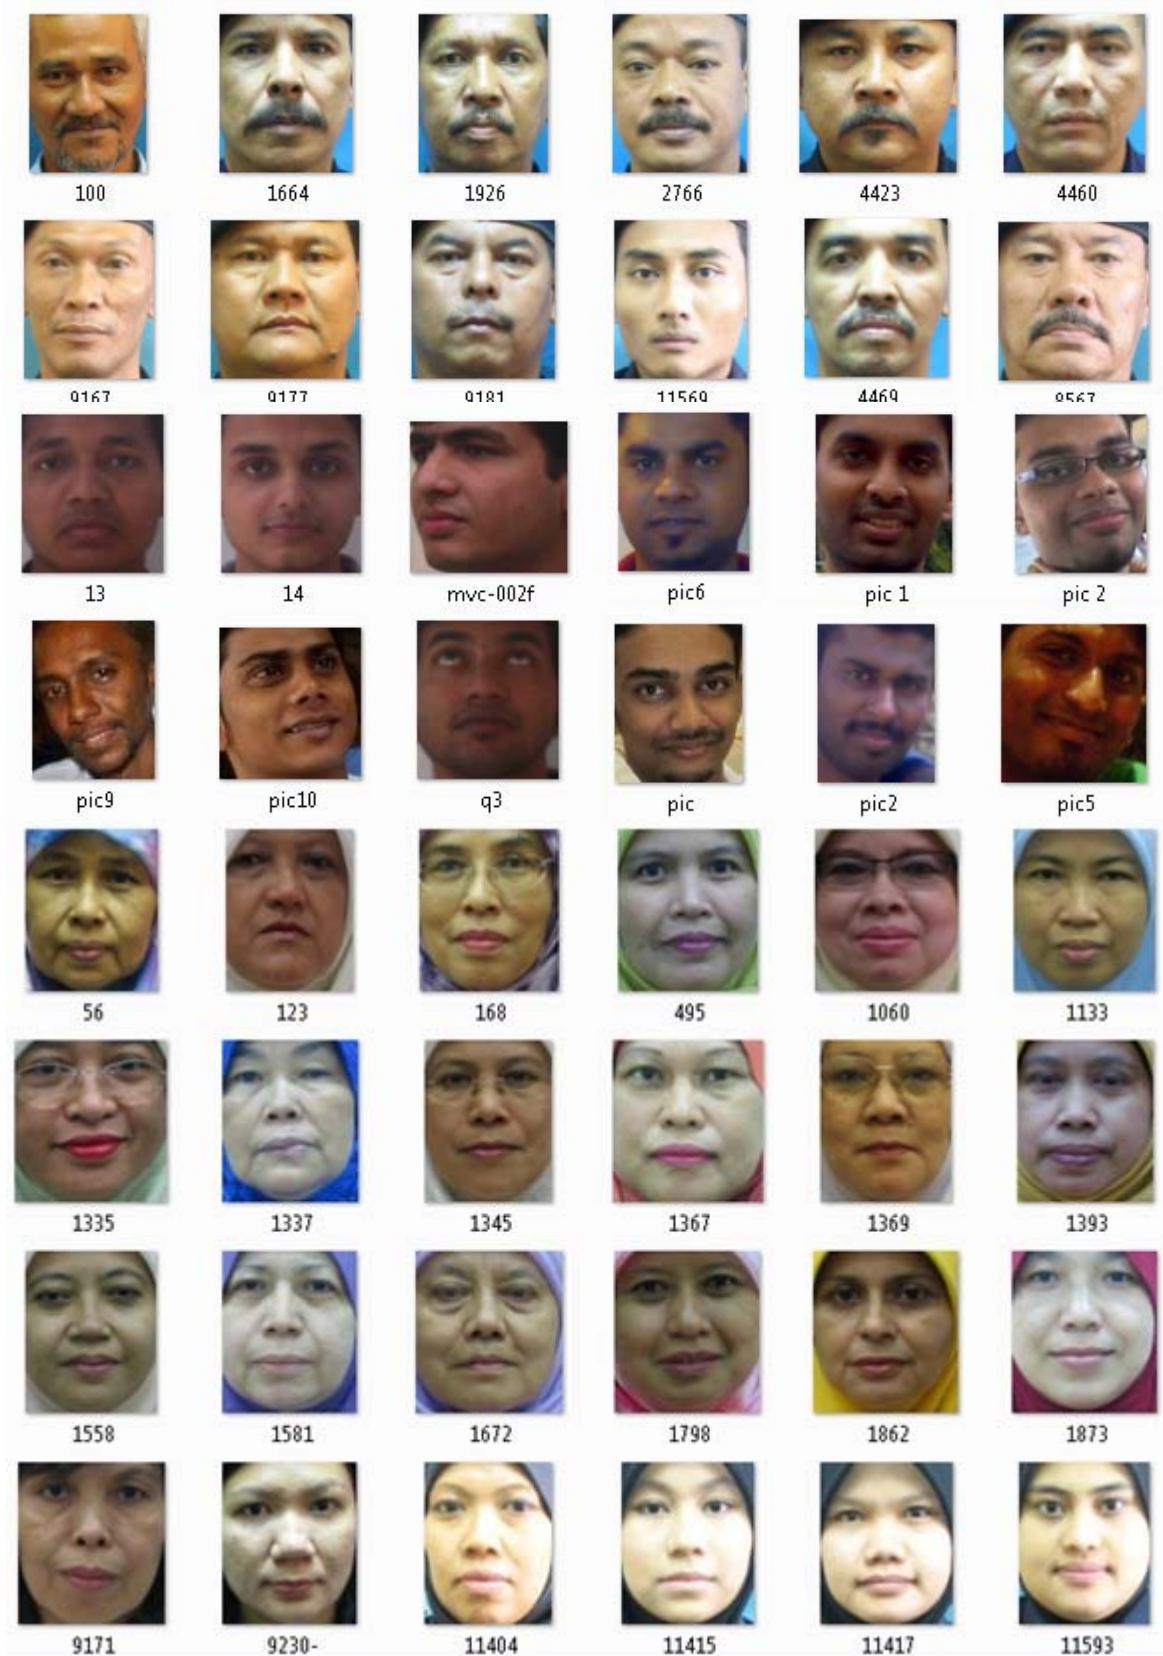 100 1664 1926 2766 4423 4460
9167 9177 9181 11569 4469 8567
13 14 mvc-002f pic6 pic 1 pic 2
pic9 pic10 q3 pic pic2 pic5
56 123 168 495 1060 1133
1335 1337 1345 1367 1369 1393
1558 1581 1672 1798 1862 1873
9171 9230- 11404 11415 11417 11593